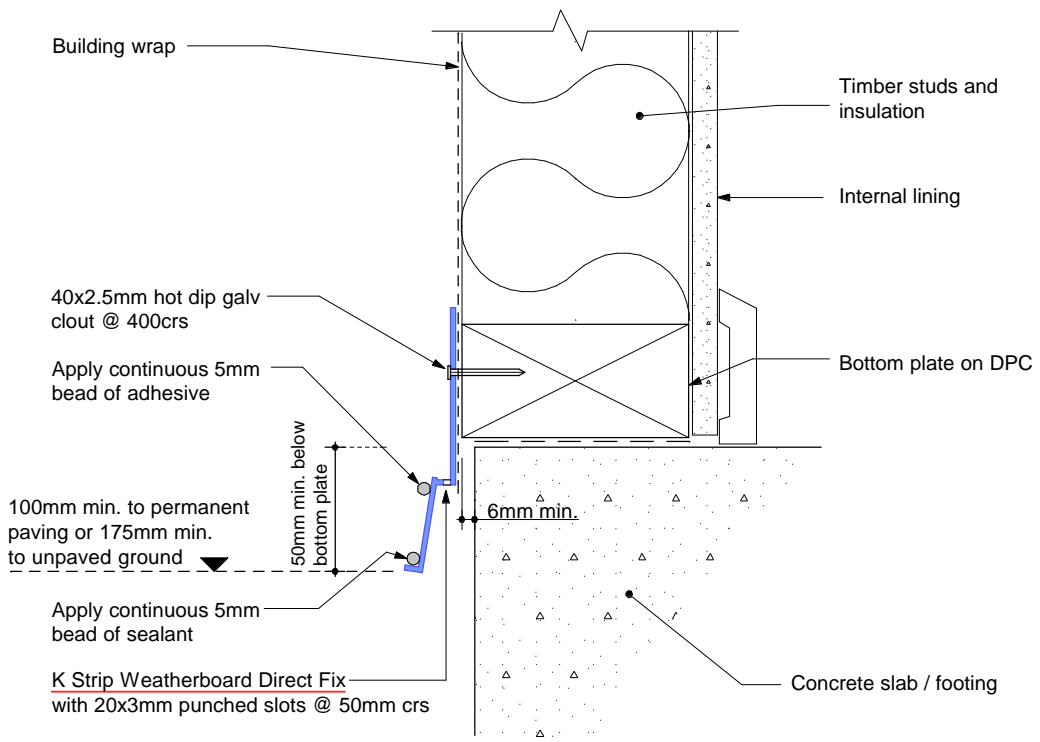 Building wrap
Timber studs and
insulation
Internal lining
40x2.5mm hot dip galv
clout @ 400crs
Apply continuous 5mm
bead of adhesive
Bottom plate on DPC
50mm min. below
bottom plate
100mm min. to permanent
paving or 175mm min.
to unpaved ground
6mm min.
Apply continuous 5mm
bead of sealant
K Strip Weatherboard Direct Fix
with 20x3mm punched slots @ 50mm crs
Concrete slab / footing